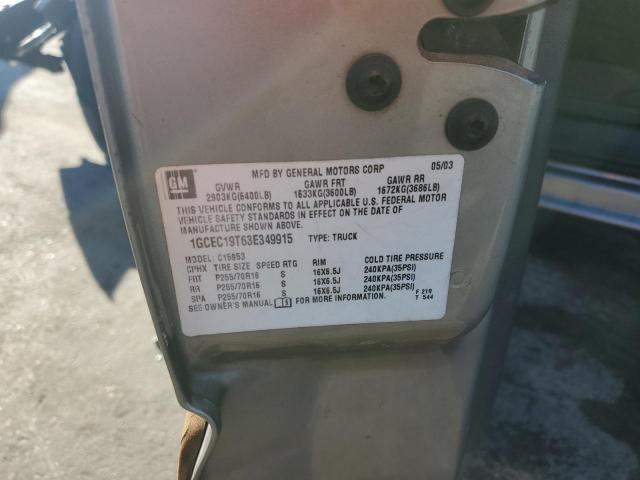 MFD BY GENERAL MOTORS CORP 05/03
GM GVWR GAWR FRT GAWR RR
2903KG(6400LB) 1633KG(3600LB) 1672KG(3686LB)
THIS VEHICLE CONFORMS TO ALL APPLICABLE U.S. FEDERAL MOTOR
VEHICLE SAFETY STANDARDS IN EFFECT ON THE DATE OF
MANUFACTURE SHOWN ABOVE.
1GCEC19T63E349915 TYPE: TRUCK
MODEL: C15953
CPHX TIRE SIZE SPEED RTG RIM COLD TIRE PRESSURE
FRT P255/70R16 S 16X6.5J 240KPA(35PSI)
RR P255/70R16 S 16X6.5J 240KPA(35PSI)
SPA P255/70R16 S 16X6.5J 240KPA(35PSI)
SEE OWNER'S MANUAL FOR MORE INFORMATION.
F 219
T 544